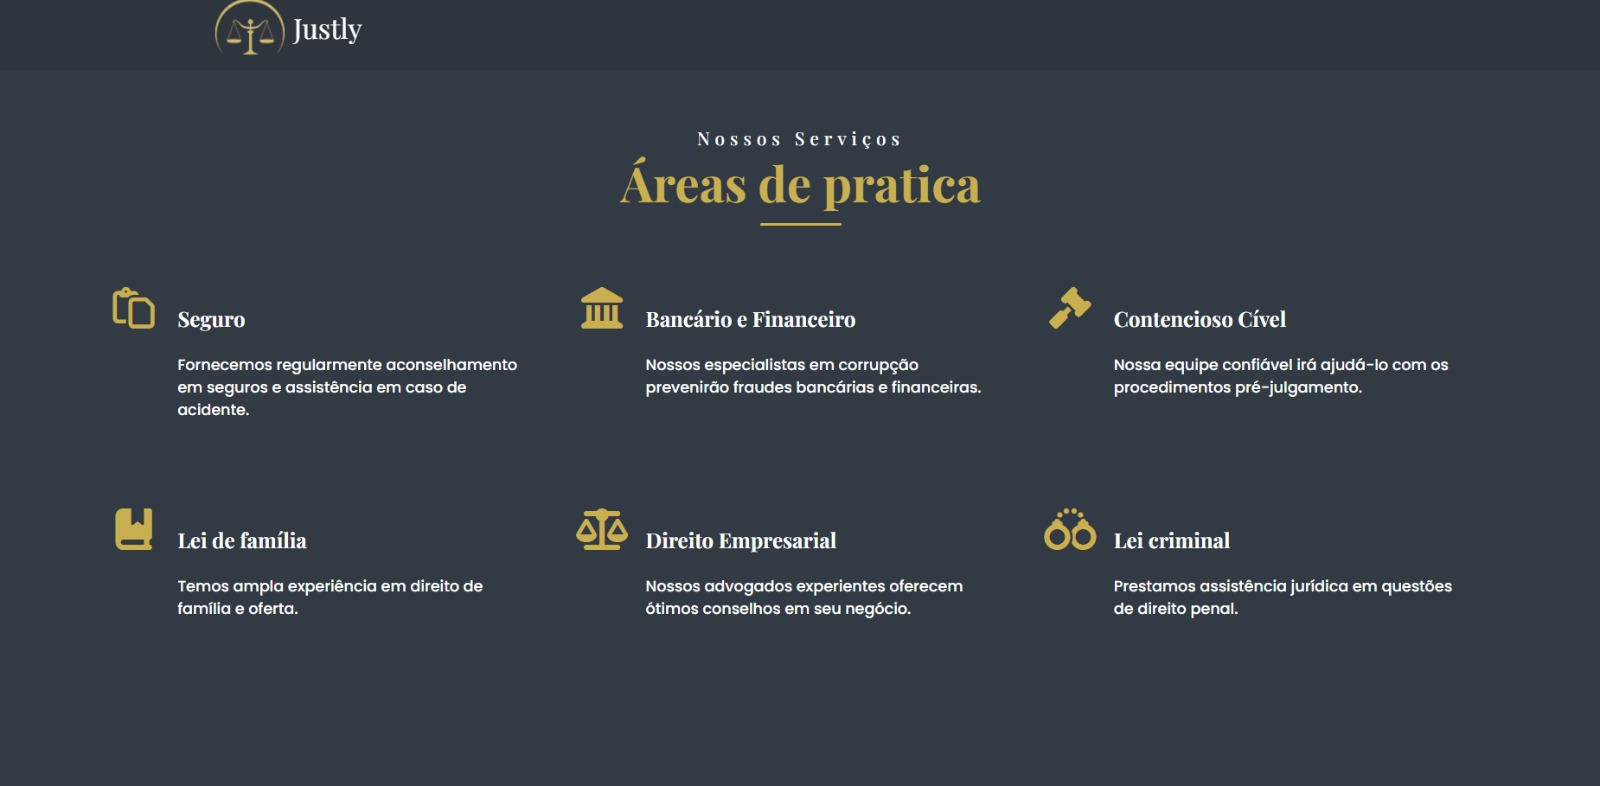 Justly
Nossos Serviços
Áreas de pratica
Seguro
Fornecemos regularmente aconselhamento
em seguros e assistência em caso de
acidente.
Bancário e Financeiro
Nossos especialistas em corrupção
prevenirão fraudes bancárias e financeiras.
Contencioso Cível
Nossa equipe confiável irá ajudá-lo com os
procedimentos pré-julgamento.
Lei de família
Temos ampla experiência em direito de
família e oferta.
Direito Empresarial
Nossos advogados experientes oferecem
ótimos conselhos em seu negócio.
Lei criminal
Prestamos assistência jurídica em questões
de direito penal.